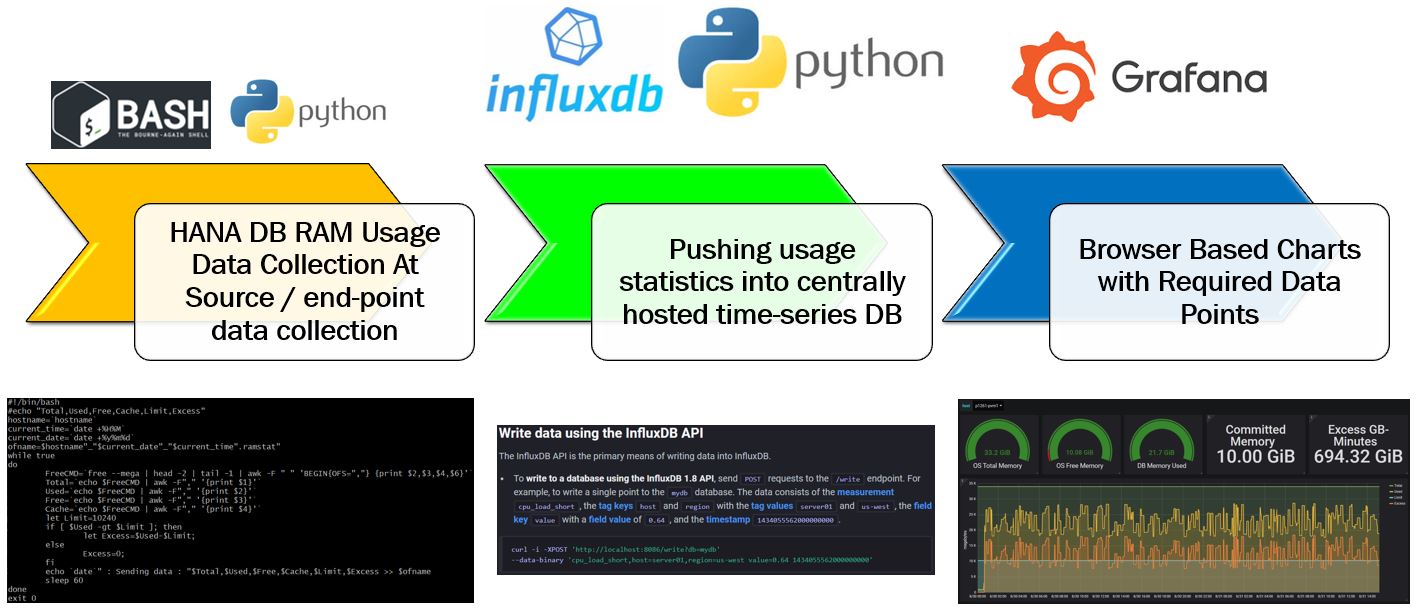 BASH
THE BOURNE-AGAIN SHELL
python
influxdb
python
Grafana
HANA DB RAM Usage
Data Collection At
Source / end-point
data collection
Pushing usage
statistics into centrally
hosted time-series DB
Browser Based Charts
with Required Data
Points
#!/bin/bash
#echo "Total,Used,Free,Cache,Limit,Excess"
hostname=`hostname`
current_time=`date +%H%M`
current_date=`date +%y%m%d`
ofname=$hostname"_"$current_date"_"$current_time".ramstat"
while true
do
FreeCMD=`free --mega | head -2 | tail -1 | awk -F " " 'BEGIN{OFS=","} {print $2,$3,$4,$6}'`
Total=`echo $FreeCMD | awk -F"," '{print $1}'`
Used=`echo $FreeCMD | awk -F"," '{print $2}'`
Free=`echo $FreeCMD | awk -F"," '{print $3}'`
Cache=`echo $FreeCMD | awk -F"," '{print $4}'`
let Limit=10240
if [ $Used -gt $Limit ]; then
let Excess=$Used-$Limit;
else
Excess=0;
fi
echo `date`" : Sending data : "$Total,$Used,$Free,$Cache,$Limit,$Excess >> $ofname
sleep 60
done
exit 0
Write data using the InfluxDB API
The InfluxDB API is the primary means of writing data into InfluxDB.
• To write to a database using the InfluxDB 1.8 API, send POST requests to the /write endpoint. For
example, to write a single point to the mydb database. The data consists of the measurement
cpu_load_short , the tag keys host and region with the tag values server01 and us-west , the field
key value with a field value of 0.64 , and the timestamp 1434055562000000000 .
curl -i -XPOST 'http://localhost:8086/write?db=mydb'
--data-binary 'cpu_load_short,host=server01,region=us-west value=0.64 1434055562000000000'
host
33.2 GiB
OS Total Memory
10.08 GiB
OS Free Memory
21.7 GiB
DB Memory Used
Committed
Memory
10.00 GiB
Excess GB-
Minutes
694.32 GiB